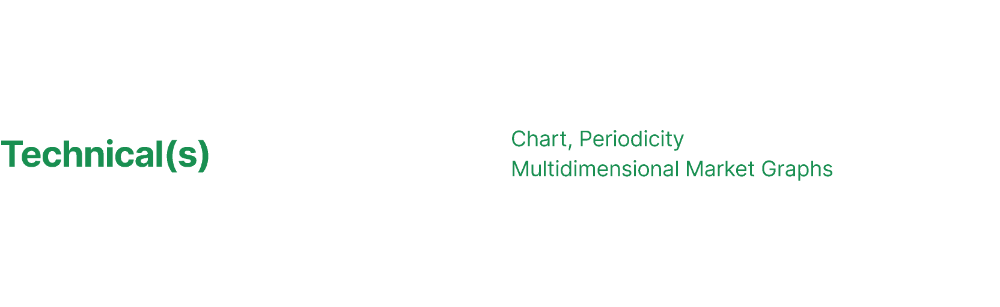 Technical(s)
Chart, Periodicity
Multidimensional Market Graphs